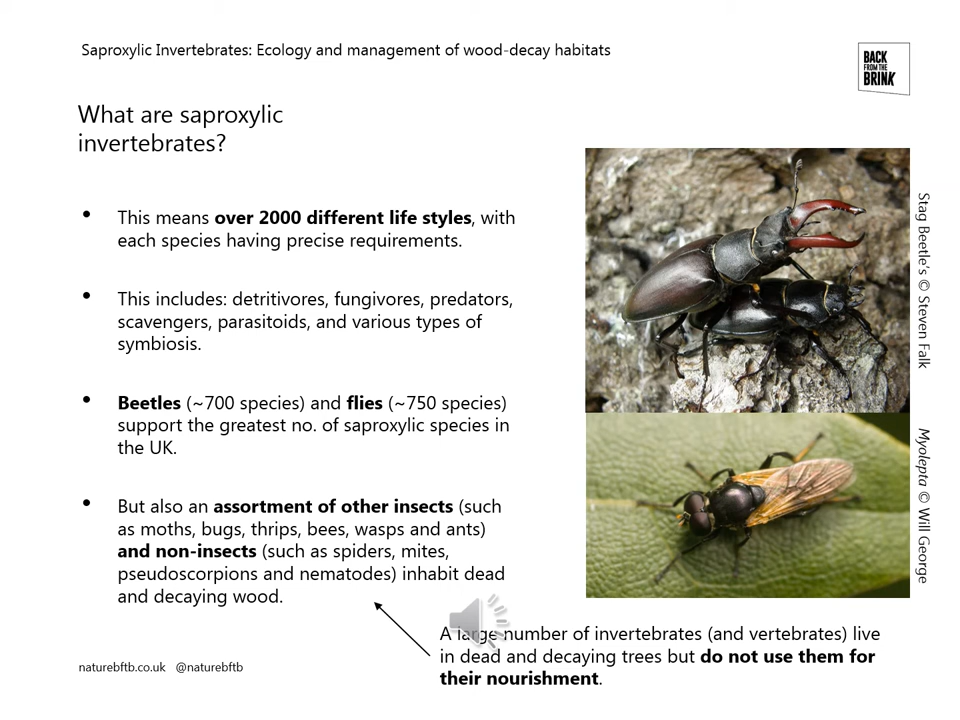 Saproxylic Invertebrates: Ecology and management of wood-decay habitats
BACK
FROM THE
BRINK
What are saproxylic
invertebrates?
• This means over 2000 different life styles, with
each species having precise requirements.
• This includes: detritivores, fungivores, predators,
scavengers, parasitoids, and various types of
symbiosis.
• Beetles (~700 species) and flies (~750 species)
support the greatest no. of saproxylic species in
the UK.
• But also an assortment of other insects (such
as moths, bugs, thrips, bees, wasps and ants)
and non-insects (such as spiders, mites,
pseudoscorpions and nematodes) inhabit dead
and decaying wood.
Stag Beetle's © Steven Falk
Myolepta © Will George
A large number of invertebrates (and vertebrates) live
in dead and decaying trees but do not use them for
their nourishment.
naturebftb.co.uk @naturebftb